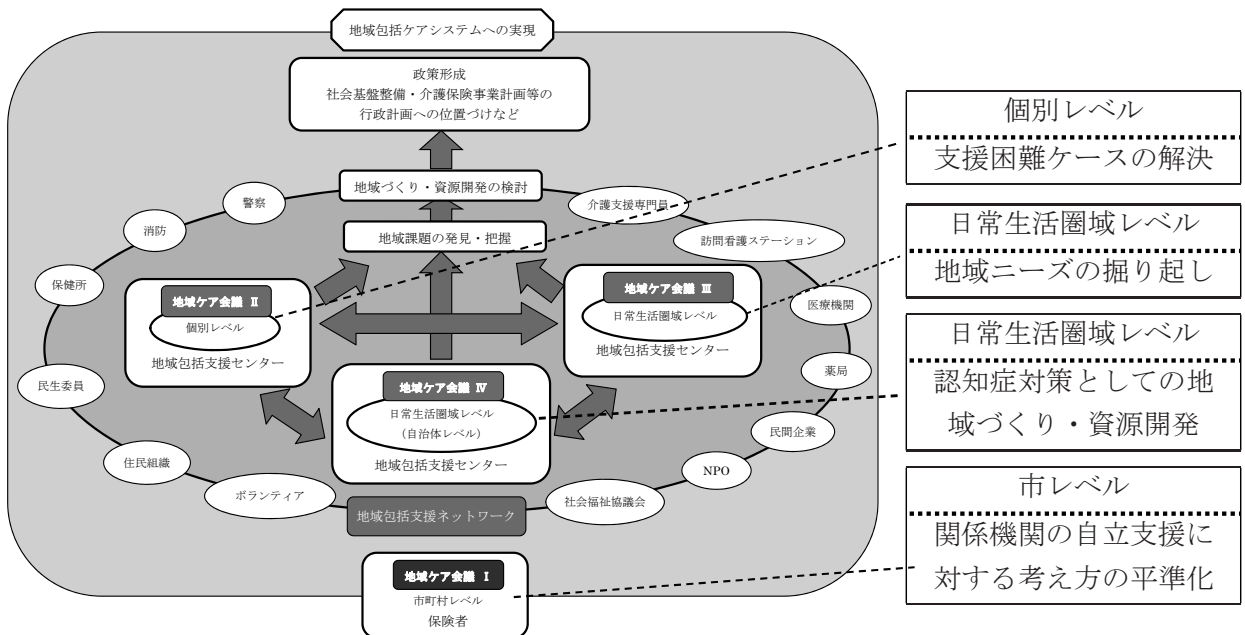 地域包括ケアシステムへの実現
政策形成
社会基盤整備・介護保険事業計画等の
行政計画への位置づけなど
地域づくり・資源開発の検討
地域課題の発見・把握
警察
消防
保健所
民生委員
住民組織
ボランティア
介護支援専門員
訪問看護ステーション
医療機関
薬局
民間企業
NPO
社会福祉協議会
地域ケア会議 Ⅱ
個別レベル
地域包括支援センター
地域ケア会議 Ⅲ
日常生活圏域レベル
地域包括支援センター
地域ケア会議 Ⅳ
日常生活圏域レベル
（自治体レベル）
地域包括支援センター
地域包括支援ネットワーク
地域ケア会議 Ⅰ
市町村レベル
保険者
個別レベル
支援困難ケースの解決
日常生活圏域レベル
地域ニーズの掘り起し
日常生活圏域レベル
認知症対策としての地
域づくり・資源開発
市レベル
関係機関の自立支援に
対する考え方の平準化